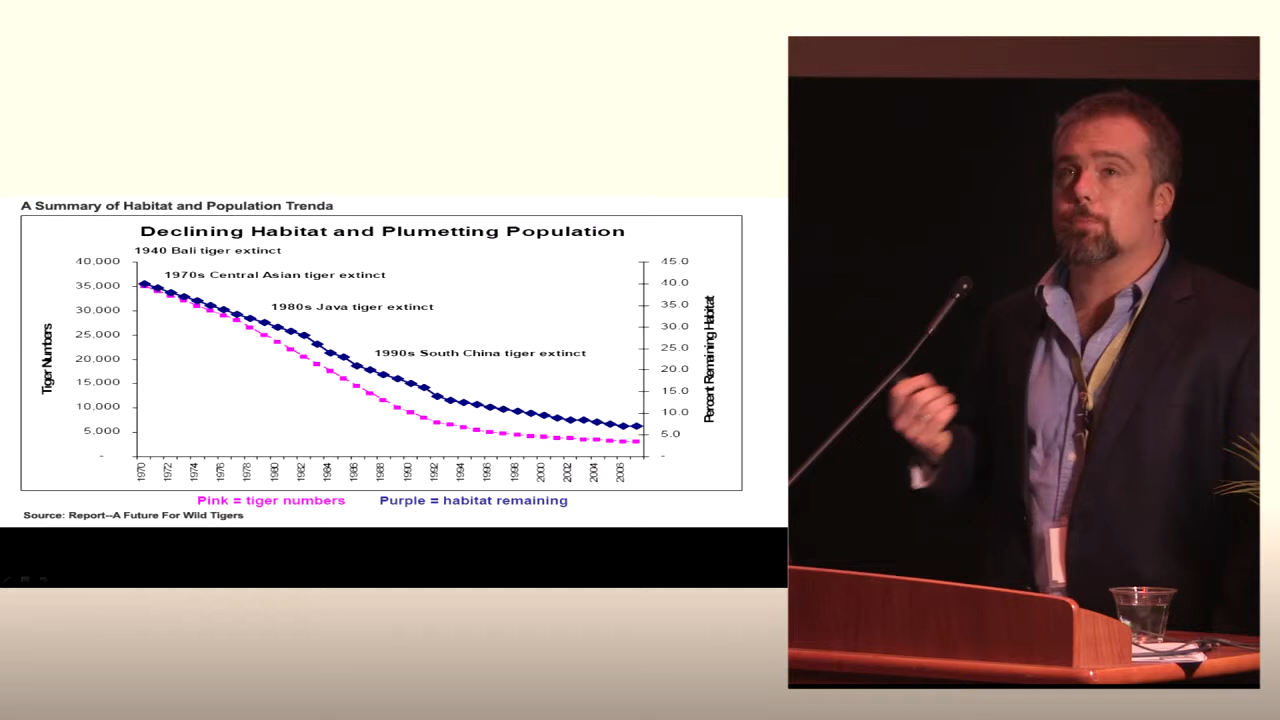 A Summary of Habitat and Population Trenda
Declining Habitat and Plumetting Population
1940 Bali tiger extinct
1970s Central Asian tiger extinct
1980s Java tiger extinct
1990s South China tiger extinct
Tiger Numbers
40,000
35,000
30,000
25,000
20,000
15,000
10,000
5,000
-
45.0
40.0
35.0
30.0
25.0
20.0
15.0
10.0
5.0
-
Percent Remaining Habitat
1970 1972 1974 1976 1978 1980 1982 1984 1986 1988 1990 1992 1994 1996 1998 2000 2002 2004 2006
Pink = tiger numbers Purple = habitat remaining
Source: Report--A Future For Wild Tigers